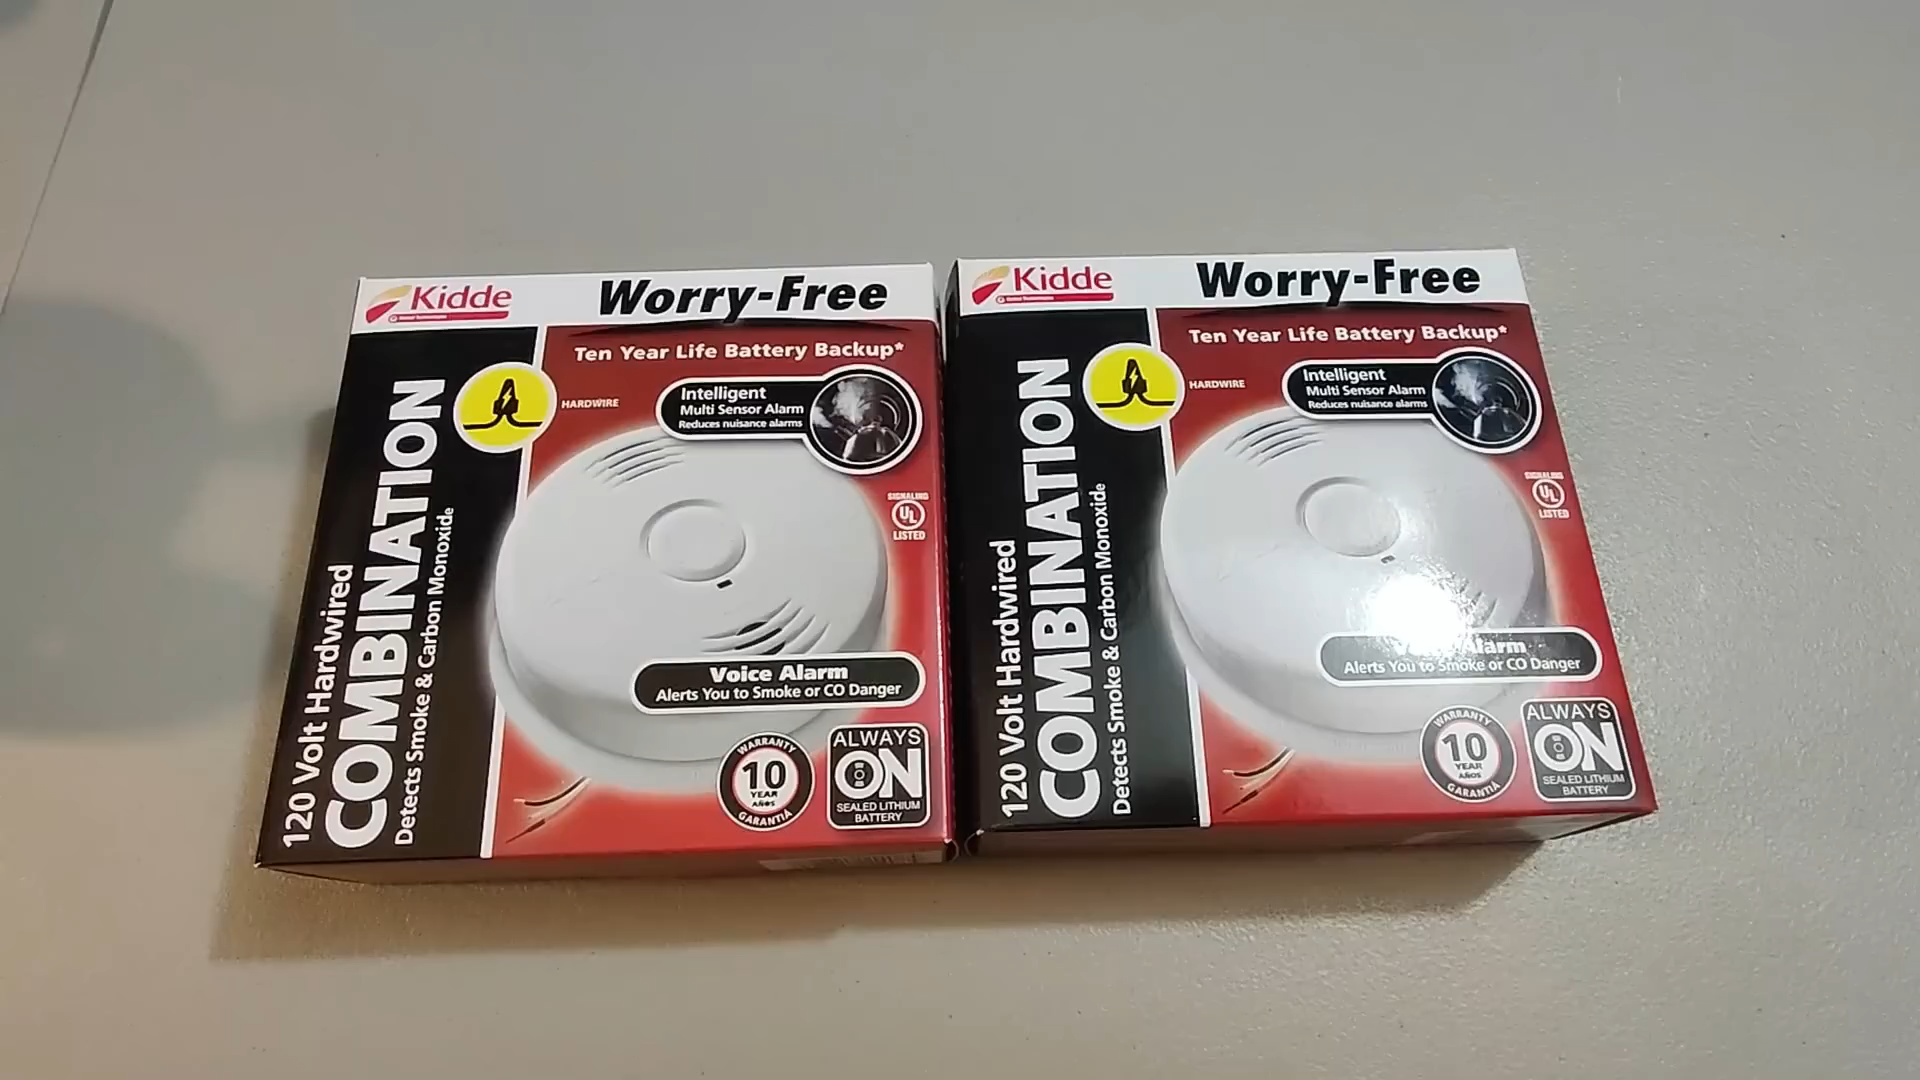 Kidde
Worry-Free
Ten Year Life Battery Backup*
HARDWIRE
Intelligent
Multi Sensor Alarm
Reduces nuisance alarms
120 Volt Hardwired
COMBINATION
Detects Smoke & Carbon Monoxide
SIGNALING
UL
LISTED
Voice Alarm
Alerts You to Smoke or CO Danger
WARRANTY
10
YEAR
AÑOS
GARANTÍA
ALWAYS
ON
SEALED LITHIUM
BATTERY
Kidde
Worry-Free
Ten Year Life Battery Backup*
HARDWIRE
Intelligent
Multi Sensor Alarm
Reduces nuisance alarms
120 Volt Hardwired
COMBINATION
Detects Smoke & Carbon Monoxide
SIGNALING
UL
LISTED
Alarm
Alerts You to Smoke or CO Danger
WARRANTY
10
YEAR
AÑOS
GARANTÍA
ALWAYS
ON
SEALED LITHIUM
BATTERY